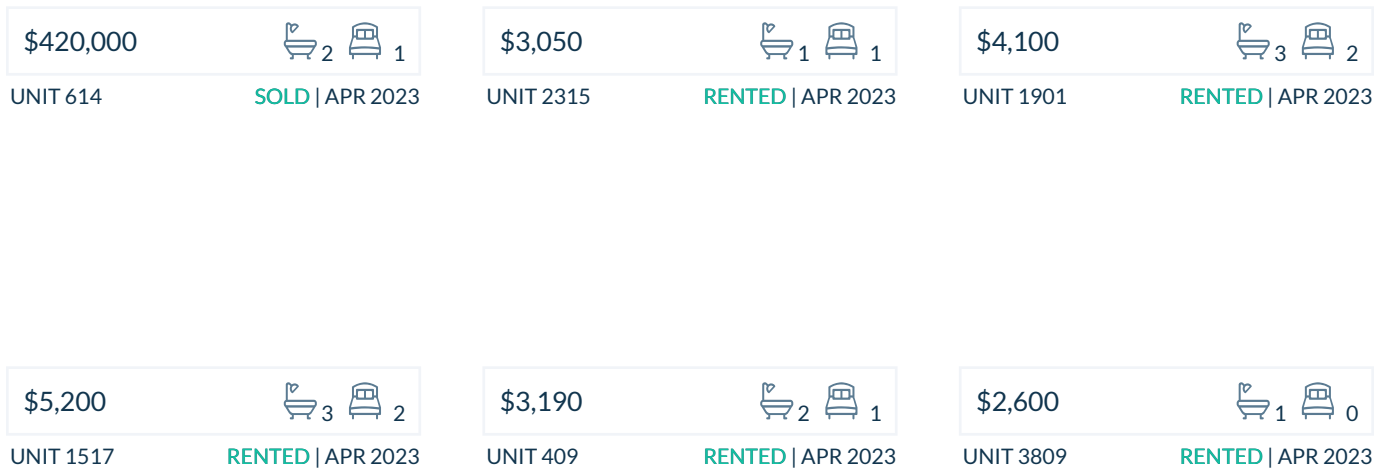 $420,000 2 1
UNIT 614 SOLD | APR 2023
$3,050 1 1
UNIT 2315 RENTED | APR 2023
$4,100 3 2
UNIT 1901 RENTED | APR 2023
$5,200 3 2
UNIT 1517 RENTED | APR 2023
$3,190 2 1
UNIT 409 RENTED | APR 2023
$2,600 1 0
UNIT 3809 RENTED | APR 2023